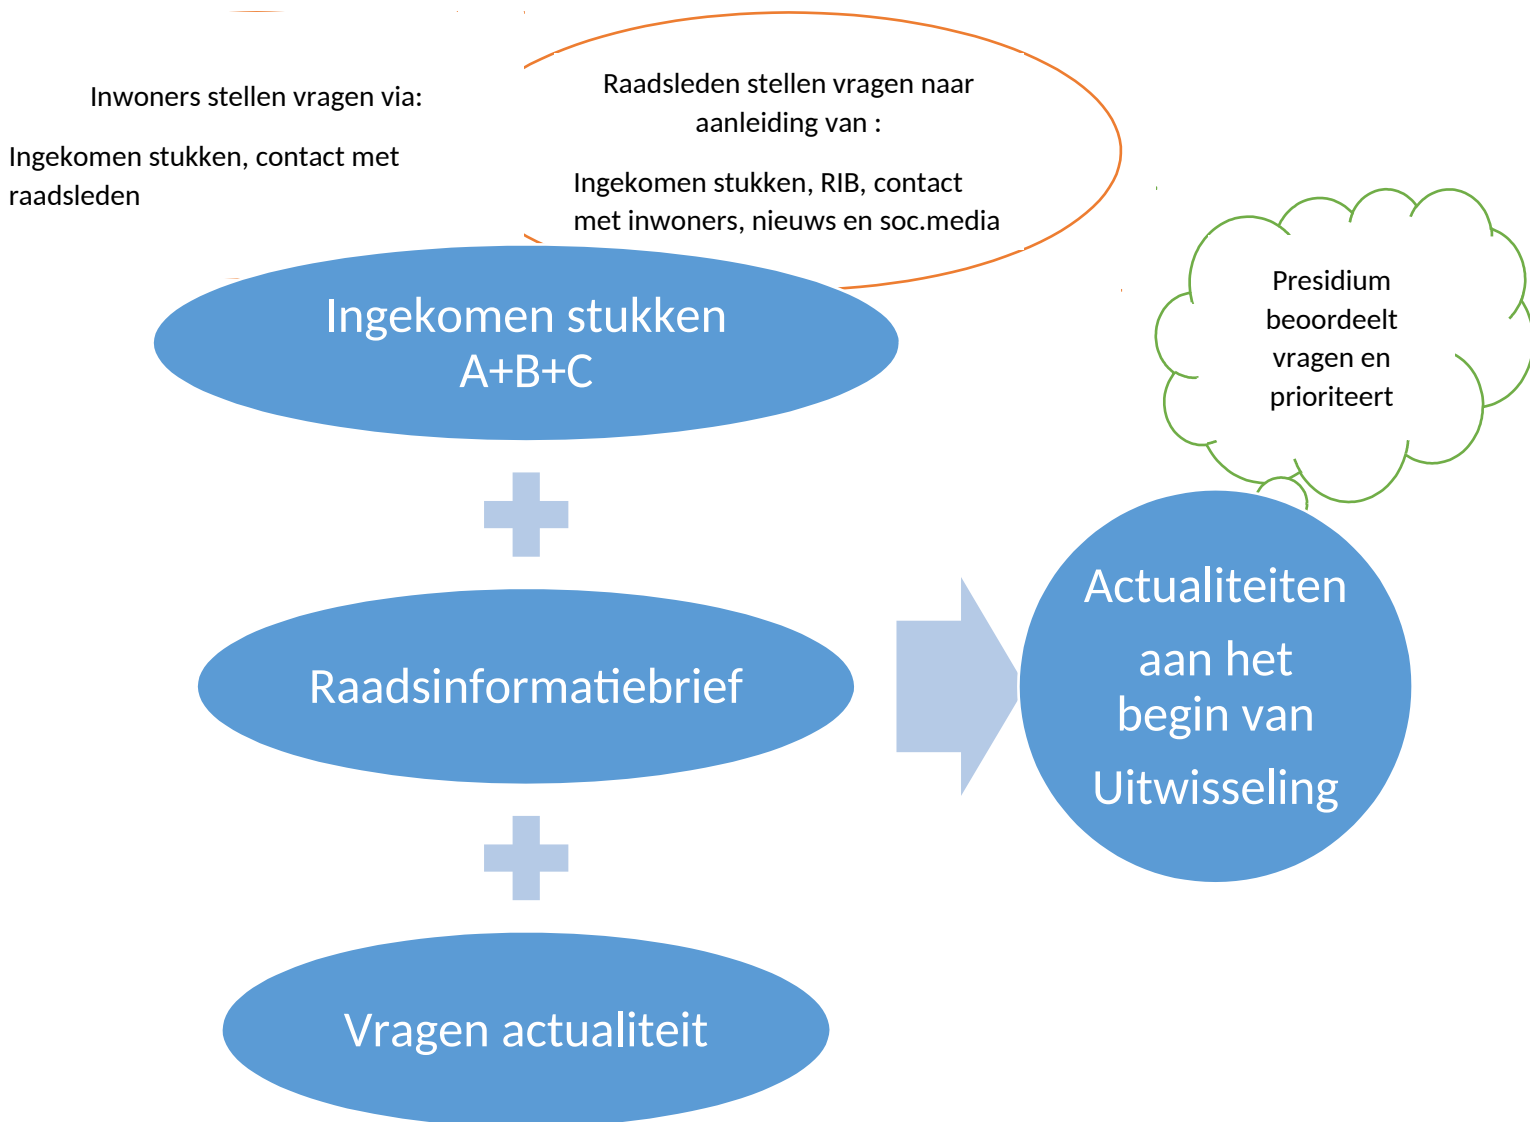 Inwoners stellen vragen via:
Ingekomen stukken, contact met
raadsleden
Raadsleden stellen vragen naar
aanleiding van :
Ingekomen stukken, RIB, contact
met inwoners, nieuws en soc.media
Ingekomen stukken
A+B+C
Presidium
beoordeelt
vragen en
prioriteert
Raadsinformatiebrief
Actualiteiten
aan het
begin van
Uitwisseling
Vragen actualiteit